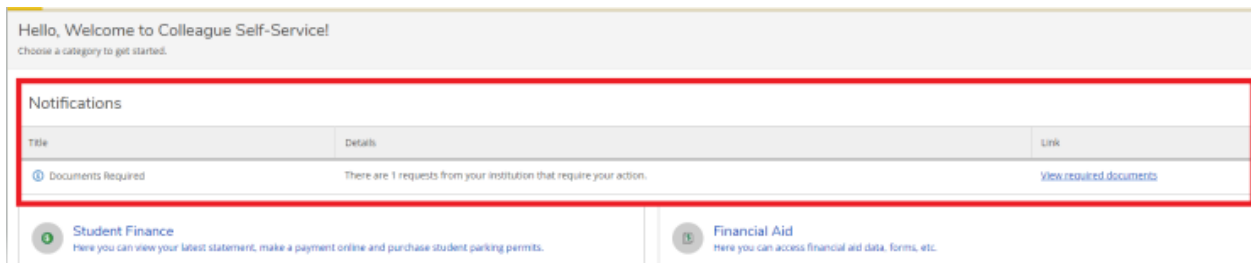 Hello, Welcome to Colleague Self-Service!
Choose a category to get started.
Notifications
Title Details Link
Documents Required There are 1 requests from your institution that require your action. View required documents
Student Finance
Here you can view your latest statement, make a payment online and purchase student parking permits.
Financial Aid
Here you can access financial aid data, forms, etc.